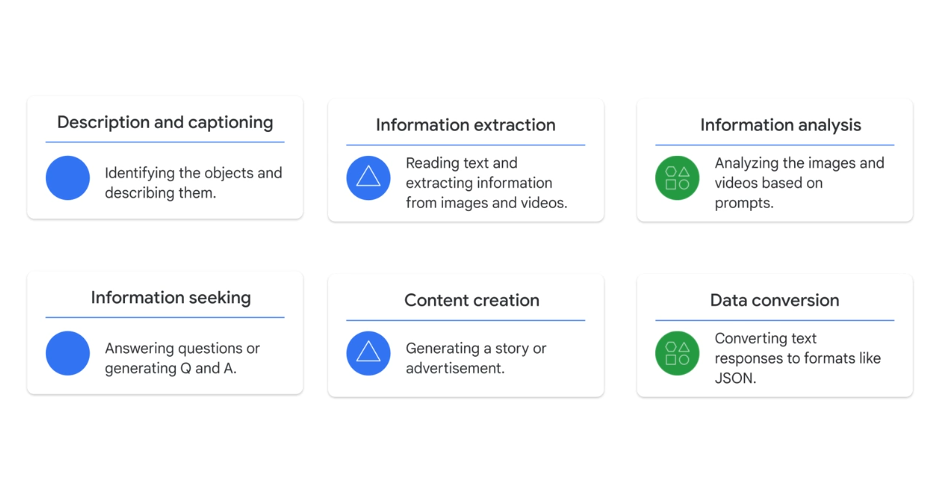 Description and captioning
Identifying the objects and
describing them.
Information extraction
Reading text and
extracting information
from images and videos.
Information analysis
Analyzing the images and
videos based on
prompts.
Information seeking
Answering questions or
generating Q and A.
Content creation
Generating a story or
advertisement.
Data conversion
Converting text
responses to formats like
JSON.